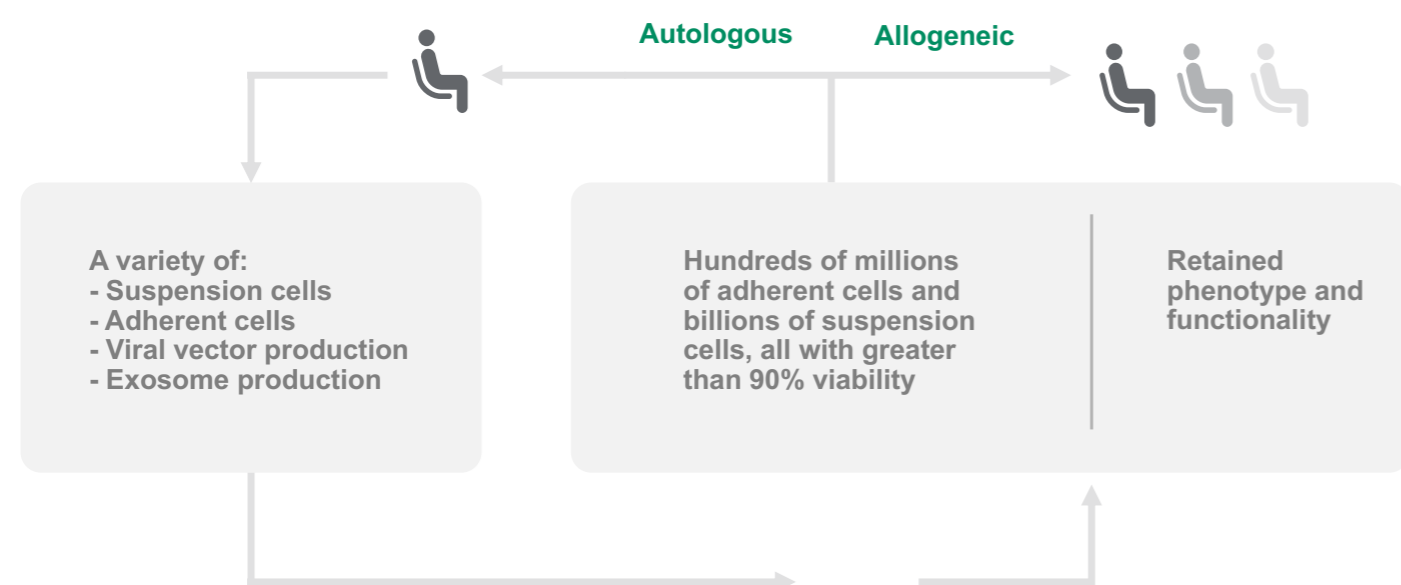 Autologous
Allogeneic
A variety of:
- Suspension cells
- Adherent cells
- Viral vector production
- Exosome production
Hundreds of millions
of adherent cells and
billions of suspension
cells, all with greater
than 90% viability
Retained
phenotype and
functionality